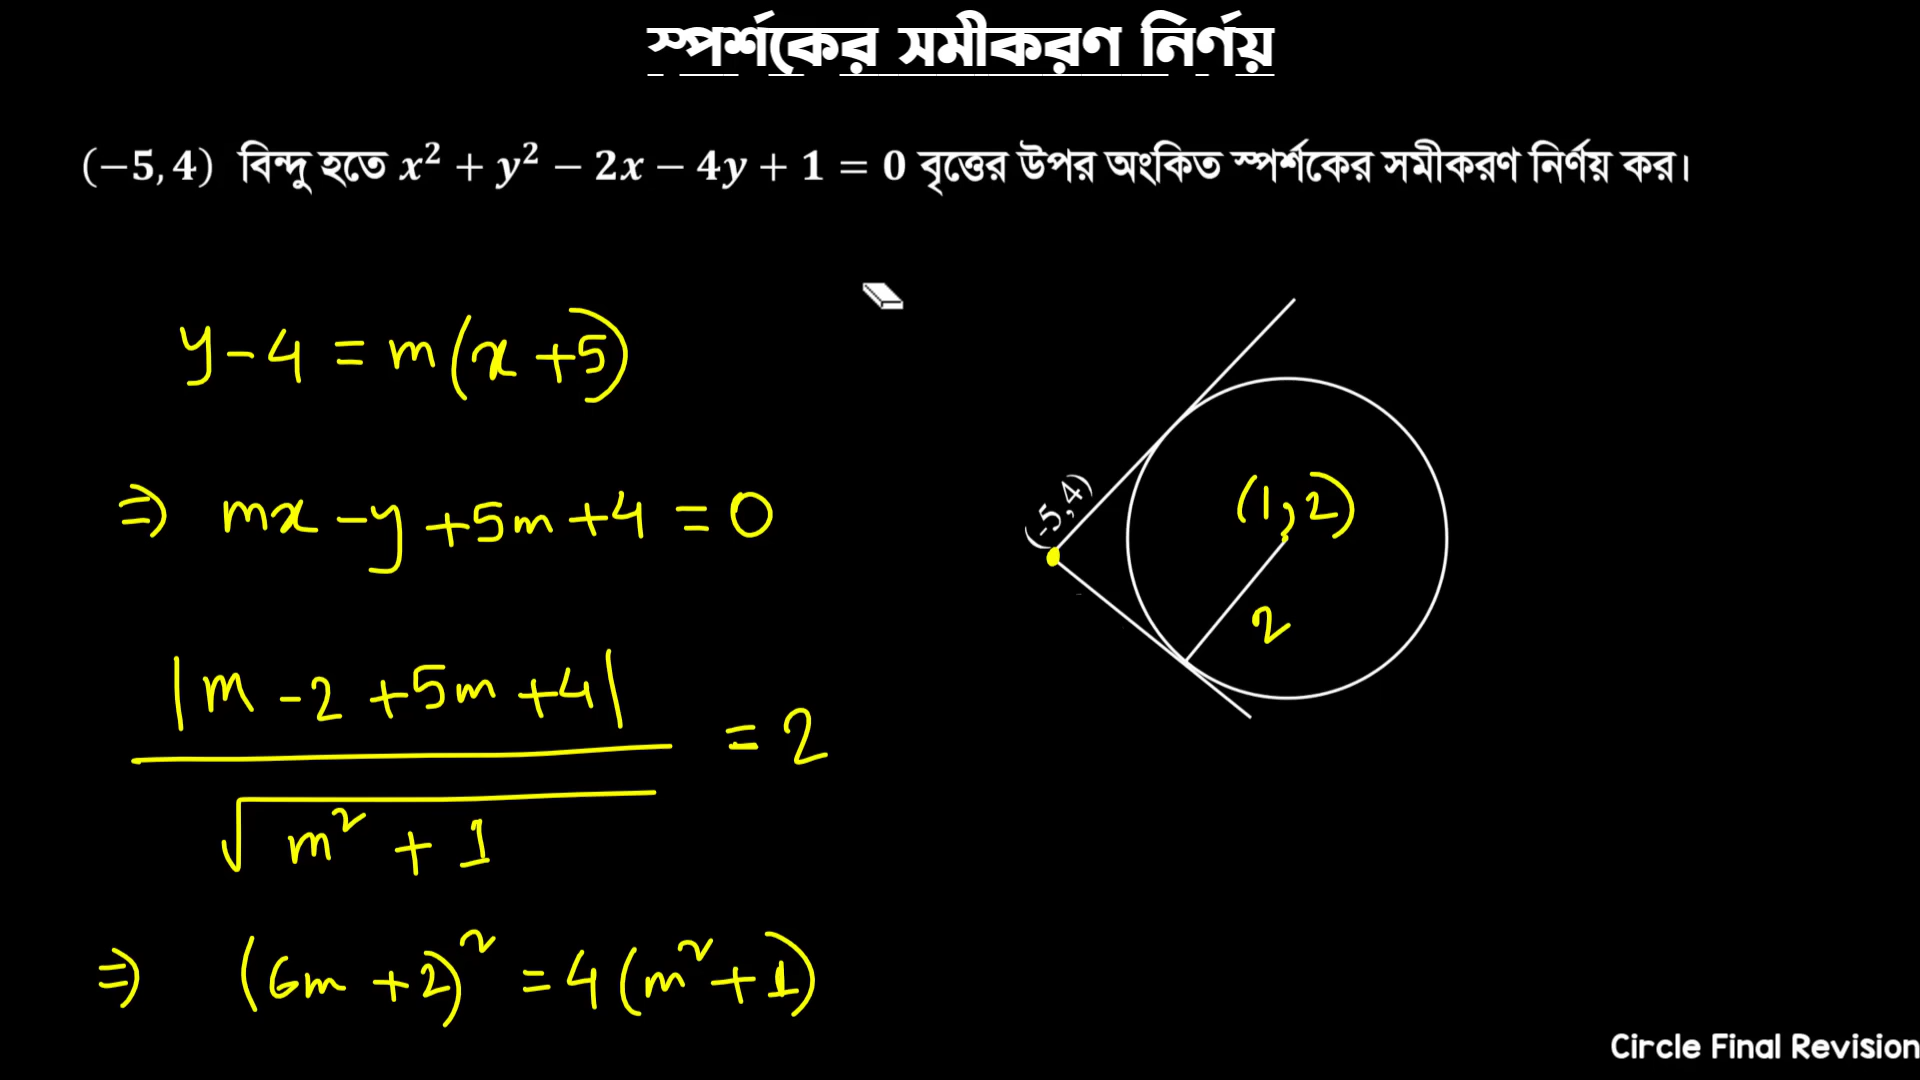 স্পর্শকের সমীকরণ নির্ণয়
(−5, 4) বিন্দু হতে x² + y² − 2x − 4y + 1 = 0 বৃত্তের উপর অংকিত স্পর্শকের সমীকরণ নির্ণয় কর।
y − 4 = m(x + 5)
⇒ mx − y + 5m + 4 = 0
|m − 2 + 5m + 4| / √(m² + 1) = 2
⇒ (6m + 2)² = 4(m² + 1)
(-5,4)
(1,2)
2
Circle Final Revision